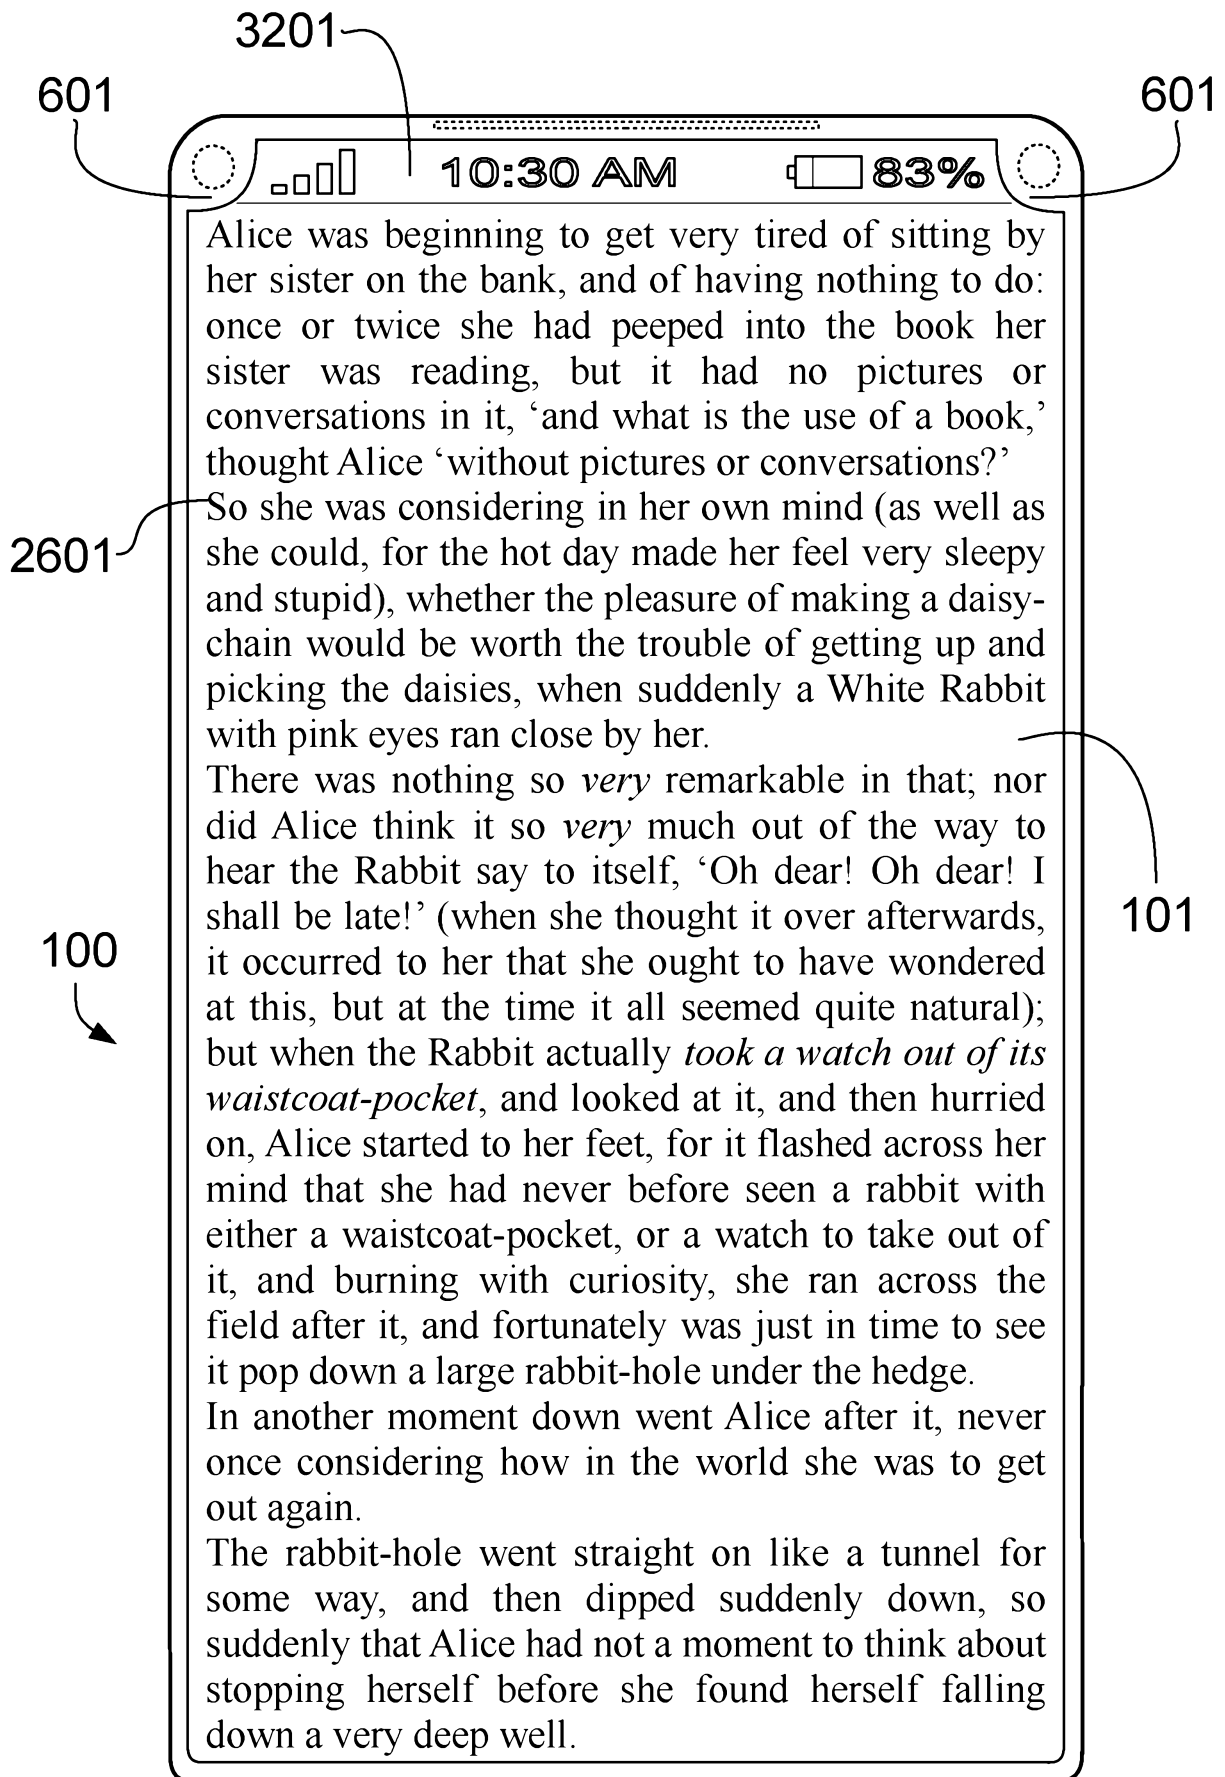 3201
601
601
10:30 AM
83%
Alice was beginning to get very tired of sitting by
her sister on the bank, and of having nothing to do:
once or twice she had peeped into the book her
sister was reading, but it had no pictures or
conversations in it, ‘and what is the use of a book,’
thought Alice ‘without pictures or conversations?’
So she was considering in her own mind (as well as
2601
she could, for the hot day made her feel very sleepy
and stupid), whether the pleasure of making a daisy-
chain would be worth the trouble of getting up and
picking the daisies, when suddenly a White Rabbit
with pink eyes ran close by her.
There was nothing so very remarkable in that; nor
did Alice think it so very much out of the way to
hear the Rabbit say to itself, ‘Oh dear! Oh dear! I
shall be late!’ (when she thought it over afterwards,
101
100
it occurred to her that she ought to have wondered
at this, but at the time it all seemed quite natural);
but when the Rabbit actually took a watch out of its
waistcoat-pocket, and looked at it, and then hurried
on, Alice started to her feet, for it flashed across her
mind that she had never before seen a rabbit with
either a waistcoat-pocket, or a watch to take out of
it, and burning with curiosity, she ran across the
field after it, and fortunately was just in time to see
it pop down a large rabbit-hole under the hedge.
In another moment down went Alice after it, never
once considering how in the world she was to get
out again.
The rabbit-hole went straight on like a tunnel for
some way, and then dipped suddenly down, so
suddenly that Alice had not a moment to think about
stopping herself before she found herself falling
down a very deep well.